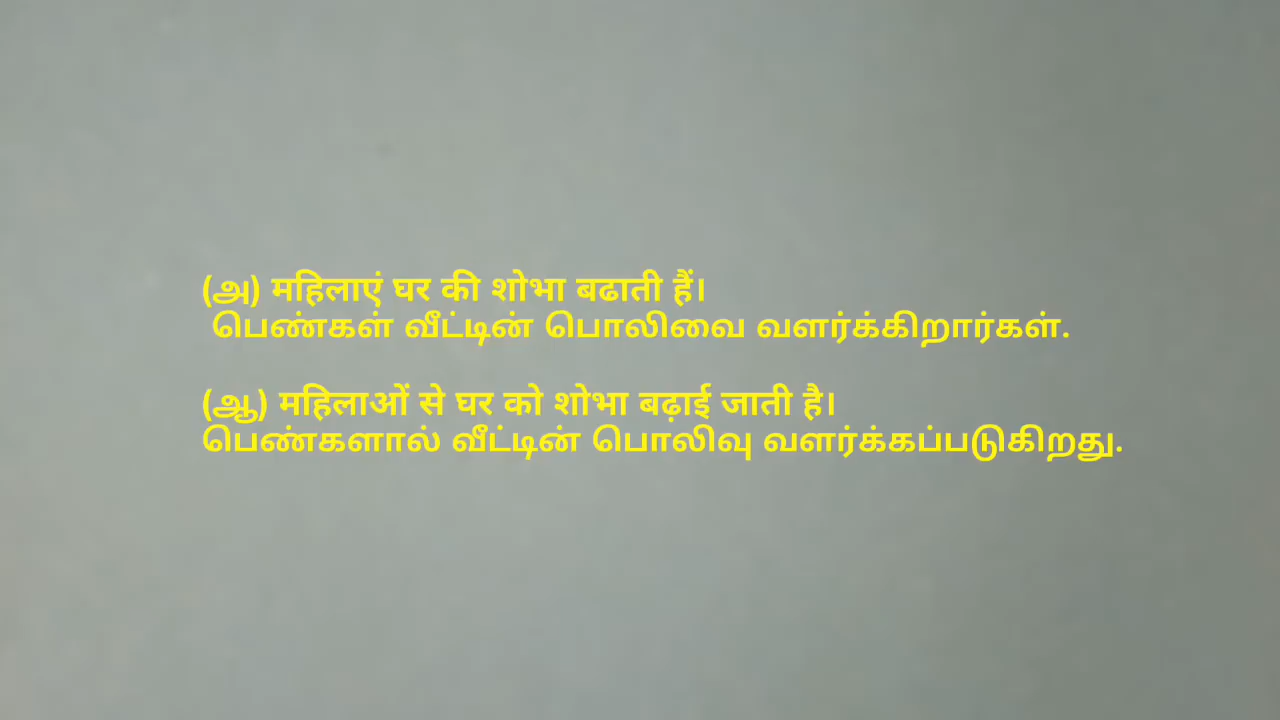 (அ) महिलाएं घर की शोभा बढाती हैं।
பெண்கள் வீட்டின் பொலிவை வளர்க்கிறார்கள்.
(ஆ) महिलाओं से घर को शोभा बढ़ाई जाती है।
பெண்களால் வீட்டின் பொலிவு வளர்க்கப்படுகிறது.